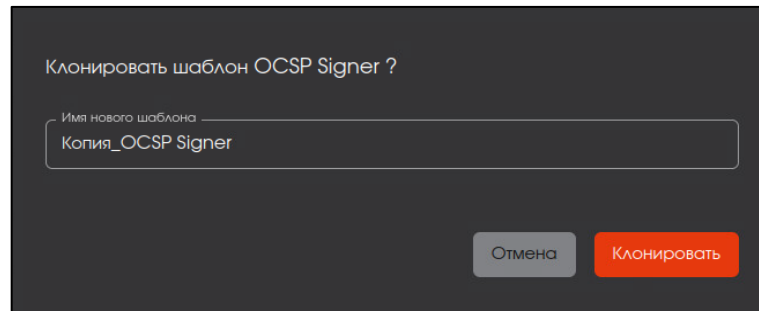 Клонировать шаблон OCSP Signer ?
Имя нового шаблона
Копия_OCSP Signer
Отмена
Клонировать